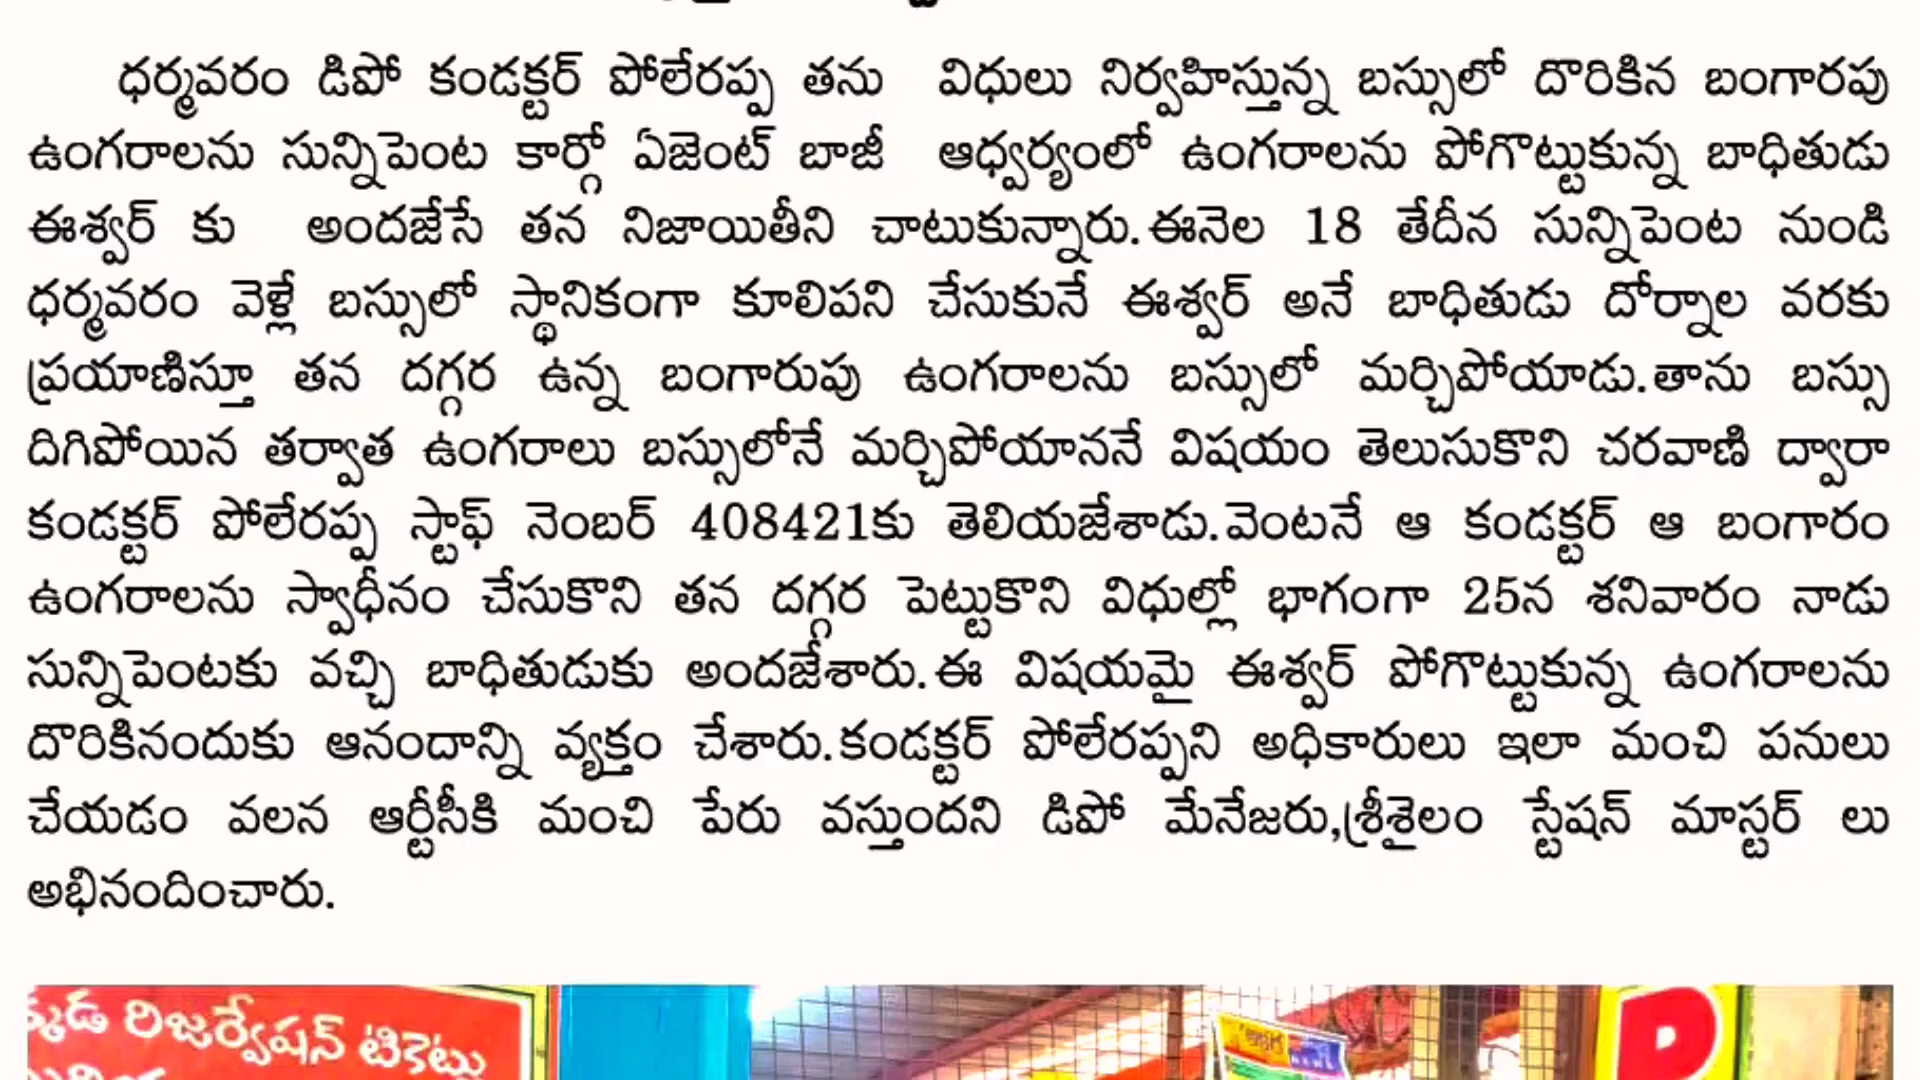 ధర్మవరం డిపో కండక్టర్ పోలేరప్ప తను విధులు నిర్వహిస్తున్న బస్సులో దొరికిన బంగారపు
ఉంగరాలను సున్నిపెంట కార్గో ఏజెంట్ బాజీ ఆధ్వర్యంలో ఉంగరాలను పోగొట్టుకున్న బాధితుడు
ఈశ్వర్ కు అందజేసే తన నిజాయితీని చాటుకున్నారు.ఈనెల 18 తేదీన సున్నిపెంట నుండి
ధర్మవరం వెళ్లే బస్సులో స్థానికంగా కూలిపని చేసుకునే ఈశ్వర్ అనే బాధితుడు దోర్నాల వరకు
ప్రయాణిస్తూ తన దగ్గర ఉన్న బంగారుపు ఉంగరాలను బస్సులో మర్చిపోయాడు.తాను బస్సు
దిగిపోయిన తర్వాత ఉంగరాలు బస్సులోనే మర్చిపోయాననే విషయం తెలుసుకొని చరవాణి ద్వారా
కండక్టర్ పోలేరప్ప స్టాఫ్ నెంబర్ 408421కు తెలియజేశాడు.వెంటనే ఆ కండక్టర్ ఆ బంగారం
ఉంగరాలను స్వాధీనం చేసుకొని తన దగ్గర పెట్టుకొని విధుల్లో భాగంగా 25న శనివారం నాడు
సున్నిపెంటకు వచ్చి బాధితుడుకు అందజేశారు.ఈ విషయమై ఈశ్వర్ పోగొట్టుకున్న ఉంగరాలను
దొరికినందుకు ఆనందాన్ని వ్యక్తం చేశారు.కండక్టర్ పోలేరప్పని అధికారులు ఇలా మంచి పనులు
చేయడం వలన ఆర్టీసీకి మంచి పేరు వస్తుందని డిపో మేనేజరు,శ్రీశైలం స్టేషన్ మాస్టర్ లు
అభినందించారు.
రిజర్వేషన్ టికెట్లు